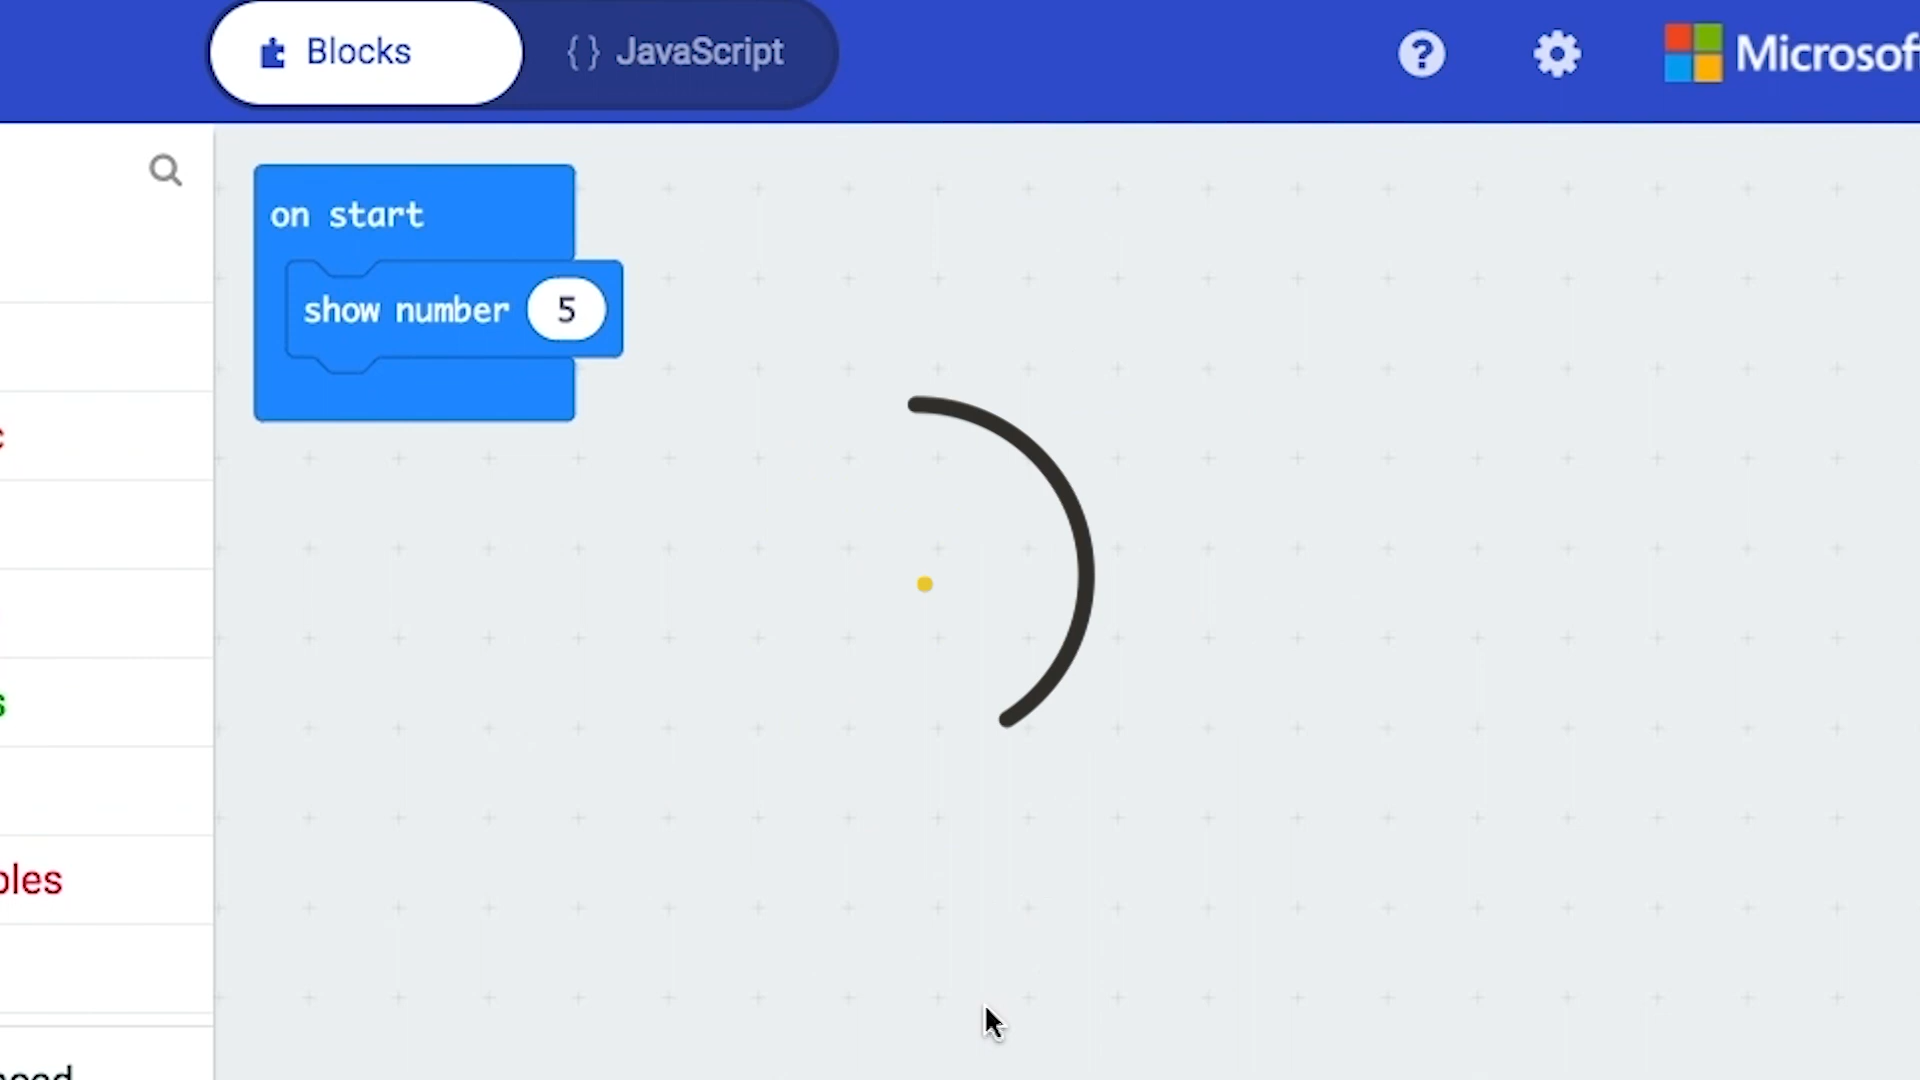 Blocks
{ } JavaScript
?
Microsof
on start
show number 5
c
s
bles